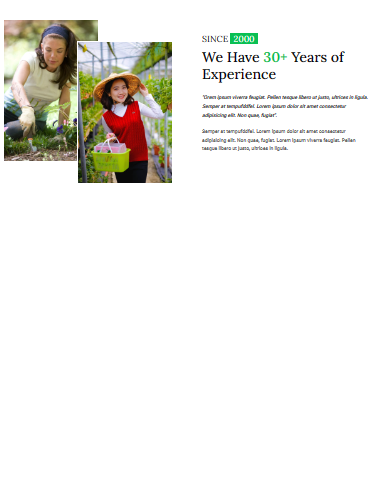 SINCE 2000
We Have 30+ Years of
Experience
"Orem ipsum viverra feugiat. Pellen tesque libero ut justo, ultrices in ligula.
Semper at tempufddfel. Lorem ipsum dolor sit amet consectetur
adipisicing elit. Non quae, fugiat".
Semper at tempufddfel. Lorem ipsum dolor sit amet consectetur
adipisicing elit. Non quae, fugiat. Lorem ipsum viverra feugiat. Pellen
tesque libero ut justo, ultrices in ligula.